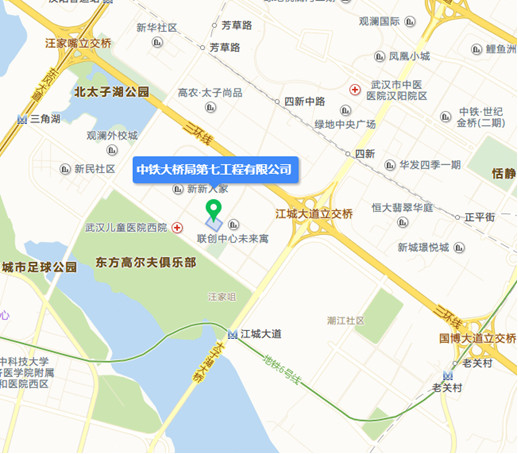 新华社区
芳草路
芳草路
观澜国际
汪家嘴立交桥
凤凰小城
鲤鱼洲
北太子湖公园
高农·太子尚品
武汉市中医
医院汉阳院区
四新中路
三角湖
二环线
绿地中央广场
中铁·世纪
金桥(二期)
观澜外校城
四新
新民社区
中铁大桥局第七工程有限公司
华发四季一期
恬静
新新人家
武汉儿童医院西院
江城大道立交桥
恒大翡翠华庭
正平街
联创中心未来寓
新城璟悦城
城市足球公园
东方高尔夫俱乐部
汪家咀
潮江社区
二环线
江城大道
国博大道立交桥
太子湖大桥
地铁6号线
老关村
老关村
中科技大学
医学院附属
和医院西区